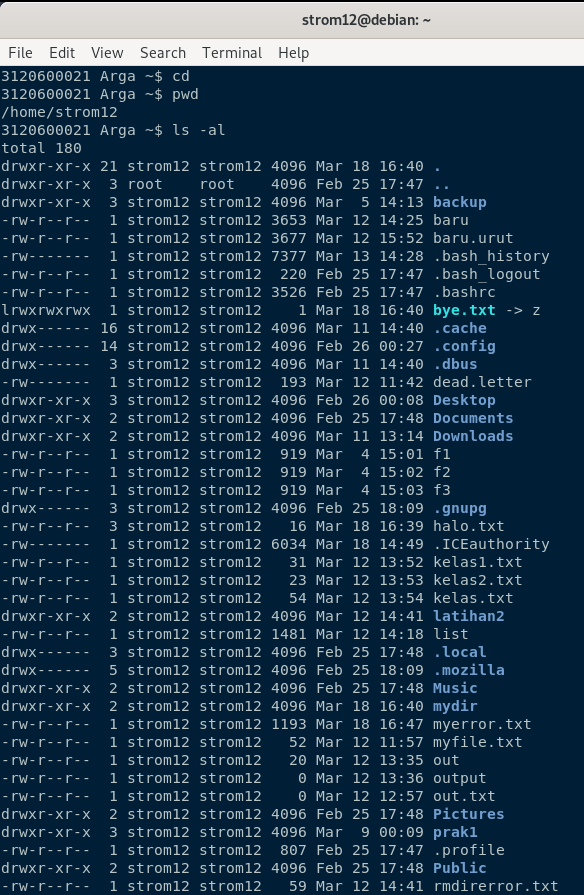 strom12@debian: ~
File Edit View Search Terminal Help
3120600021 Arga ~$ cd
3120600021 Arga ~$ pwd
/home/strom12
3120600021 Arga ~$ ls -al
total 180
drwxr-xr-x 21 strom12 strom12 4096 Mar 18 16:40 .
drwxr-xr-x  3 root    root    4096 Feb 25 17:47 ..
drwxr-xr-x  3 strom12 strom12 4096 Mar  5 14:13 backup
-rw-r--r--  1 strom12 strom12 3653 Mar 12 14:25 baru
-rw-r--r--  1 strom12 strom12 3677 Mar 12 15:52 baru.urut
-rw-r--r--  1 strom12 strom12 7377 Mar 13 14:28 .bash_history
-rw-r--r--  1 strom12 strom12  220 Feb 25 17:47 .bash_logout
-rw-r--r--  1 strom12 strom12 3526 Feb 25 17:47 .bashrc
lrwxrwxrwx  1 strom12 strom12    1 Mar 18 16:40 bye.txt -> z
drwx------ 16 strom12 strom12 4096 Mar 11 14:40 .cache
drwx------ 14 strom12 strom12 4096 Feb 26 00:27 .config
drwx------  3 strom12 strom12 4096 Mar 11 14:40 .dbus
-rw-------  1 strom12 strom12  193 Mar 12 11:42 dead.letter
drwxr-xr-x  3 strom12 strom12 4096 Feb 26 00:08 Desktop
drwxr-xr-x  2 strom12 strom12 4096 Feb 25 17:48 Documents
drwxr-xr-x  2 strom12 strom12 4096 Mar 11 13:14 Downloads
-rw-r--r--  1 strom12 strom12  919 Mar  4 15:01 f1
-rw-r--r--  1 strom12 strom12  919 Mar  4 15:02 f2
-rw-r--r--  1 strom12 strom12  919 Mar  4 15:03 f3
drwx------  3 strom12 strom12 4096 Feb 25 18:09 .gnupg
-rw-r--r--  3 strom12 strom12   16 Mar 18 16:39 halo.txt
-rw-------  1 strom12 strom12 6034 Mar 18 14:49 .ICEauthority
-rw-r--r--  1 strom12 strom12   31 Mar 12 13:52 kelas1.txt
-rw-r--r--  1 strom12 strom12   23 Mar 12 13:53 kelas2.txt
-rw-r--r--  1 strom12 strom12   54 Mar 12 13:54 kelas.txt
drwxr-xr-x  2 strom12 strom12 4096 Mar 12 14:41 latihan2
-rw-r--r--  1 strom12 strom12 1481 Mar 12 14:18 list
drwx------  3 strom12 strom12 4096 Feb 25 17:48 .local
drwx------  5 strom12 strom12 4096 Feb 25 18:09 .mozilla
drwxr-xr-x  2 strom12 strom12 4096 Feb 25 17:48 Music
drwxr-xr-x  2 strom12 strom12 4096 Mar 18 16:40 mydir
-rw-r--r--  1 strom12 strom12 1193 Mar 18 16:47 myerror.txt
-rw-r--r--  1 strom12 strom12   52 Mar 12 11:57 myfile.txt
-rw-r--r--  1 strom12 strom12   20 Mar 12 13:35 out
-rw-r--r--  1 strom12 strom12    0 Mar 12 13:36 output
-rw-r--r--  1 strom12 strom12    0 Mar 12 12:57 out.txt
drwxr-xr-x  2 strom12 strom12 4096 Feb 25 17:48 Pictures
drwxr-xr-x  3 strom12 strom12 4096 Mar  9 00:09 prak1
-rw-r--r--  1 strom12 strom12  807 Feb 25 17:47 .profile
drwxr-xr-x  2 strom12 strom12 4096 Feb 25 17:48 Public
-rw-r--r--  1 strom12 strom12   59 Mar 12 14:41 rmdirerror.txt